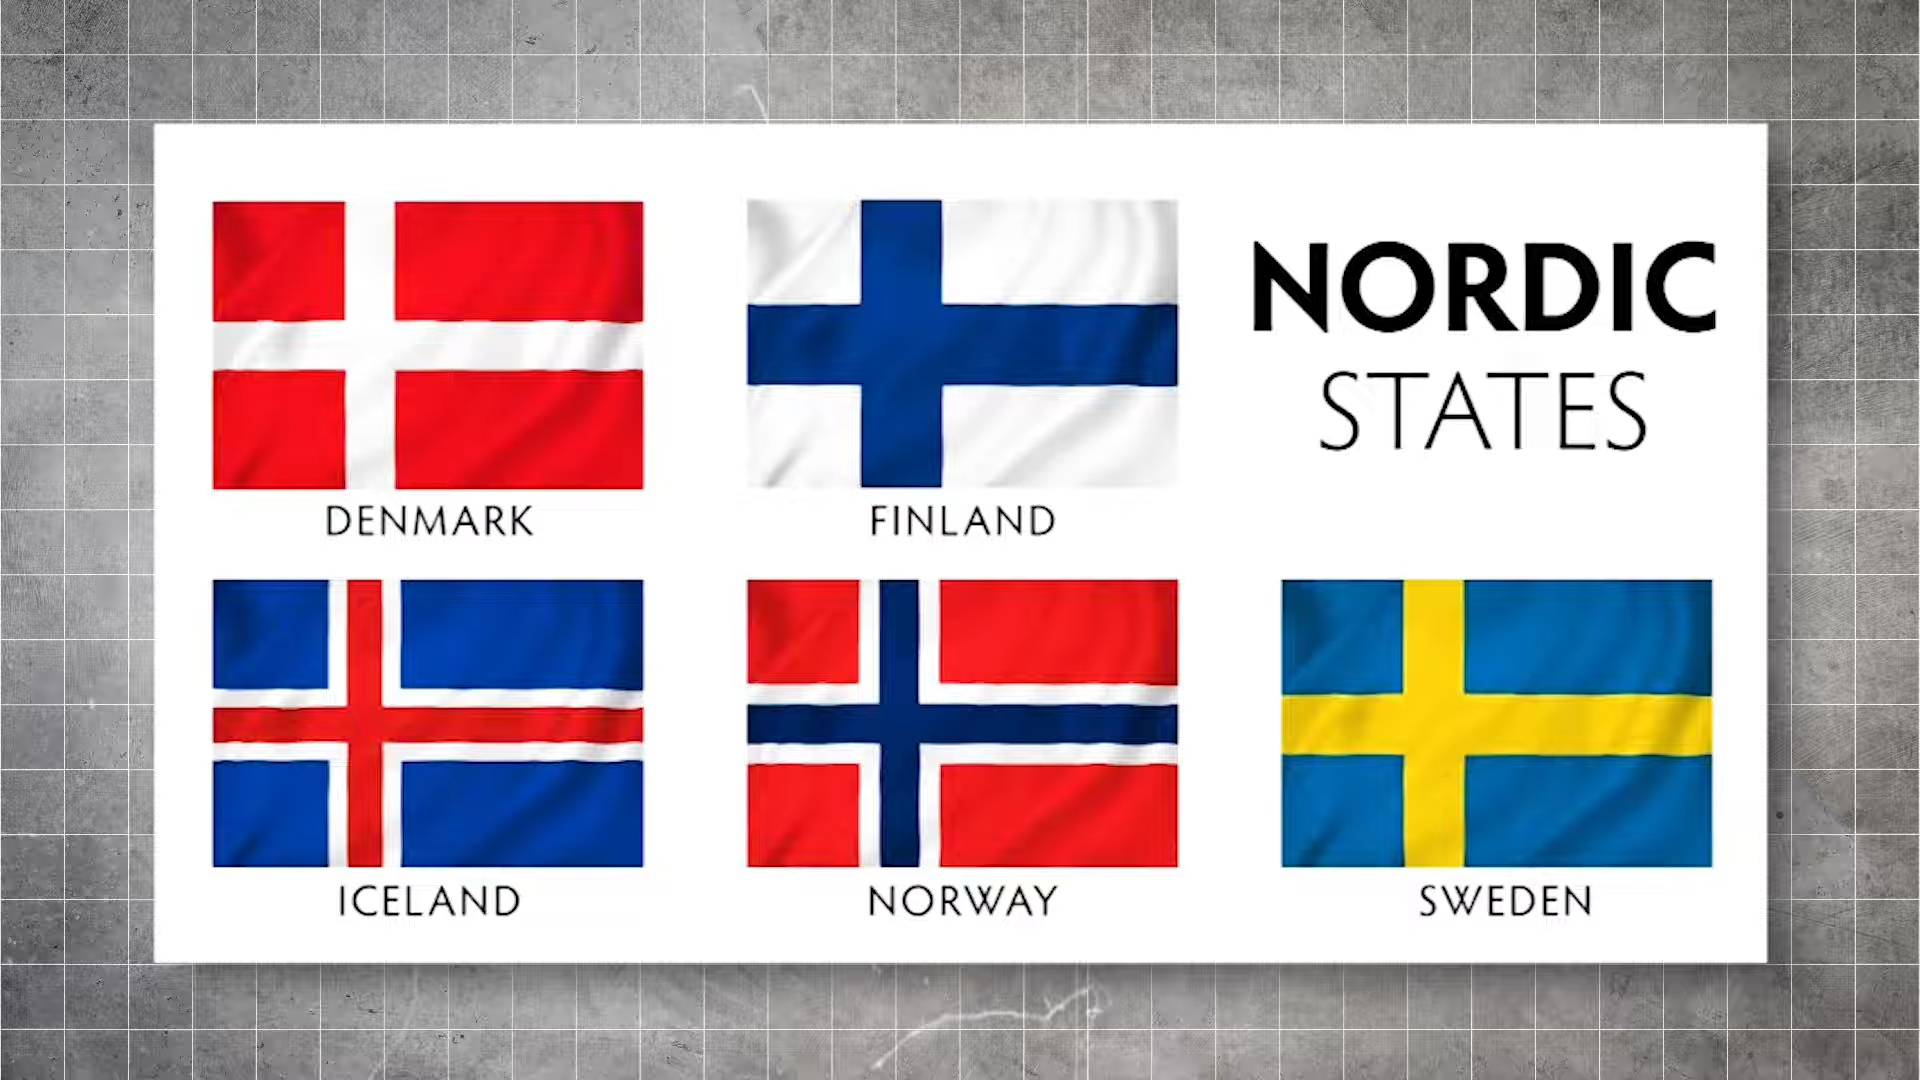 NORDIC
STATES
DENMARK
FINLAND
ICELAND
NORWAY
SWEDEN